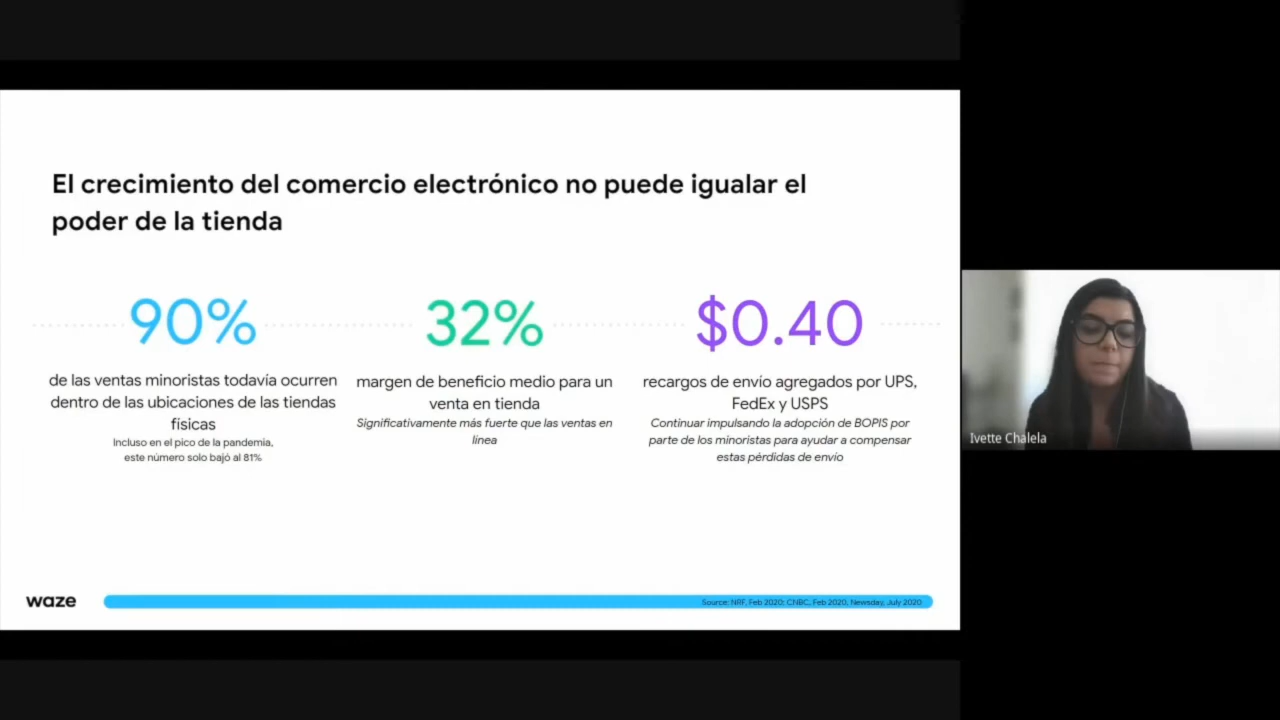 El crecimiento del comercio electrónico no puede igualar el
poder de la tienda
90%
de las ventas minoristas todavía ocurren
dentro de las ubicaciones de las tiendas
físicas
Incluso en el pico de la pandemia,
este número solo bajó al 81%
32%
margen de beneficio medio para un
venta en tienda
Significativamente más fuerte que las ventas en
línea
$0.40
recargos de envío agregados por UPS,
FedEx y USPS
Continuar impulsando la adopción de BOPIS por
parte de los minoristas para ayudar a compensar
estas pérdidas de envío
Ivette Chalela
waze
Source: NRF, Feb 2020; CNBC, Feb 2020, Newsday, July 2020